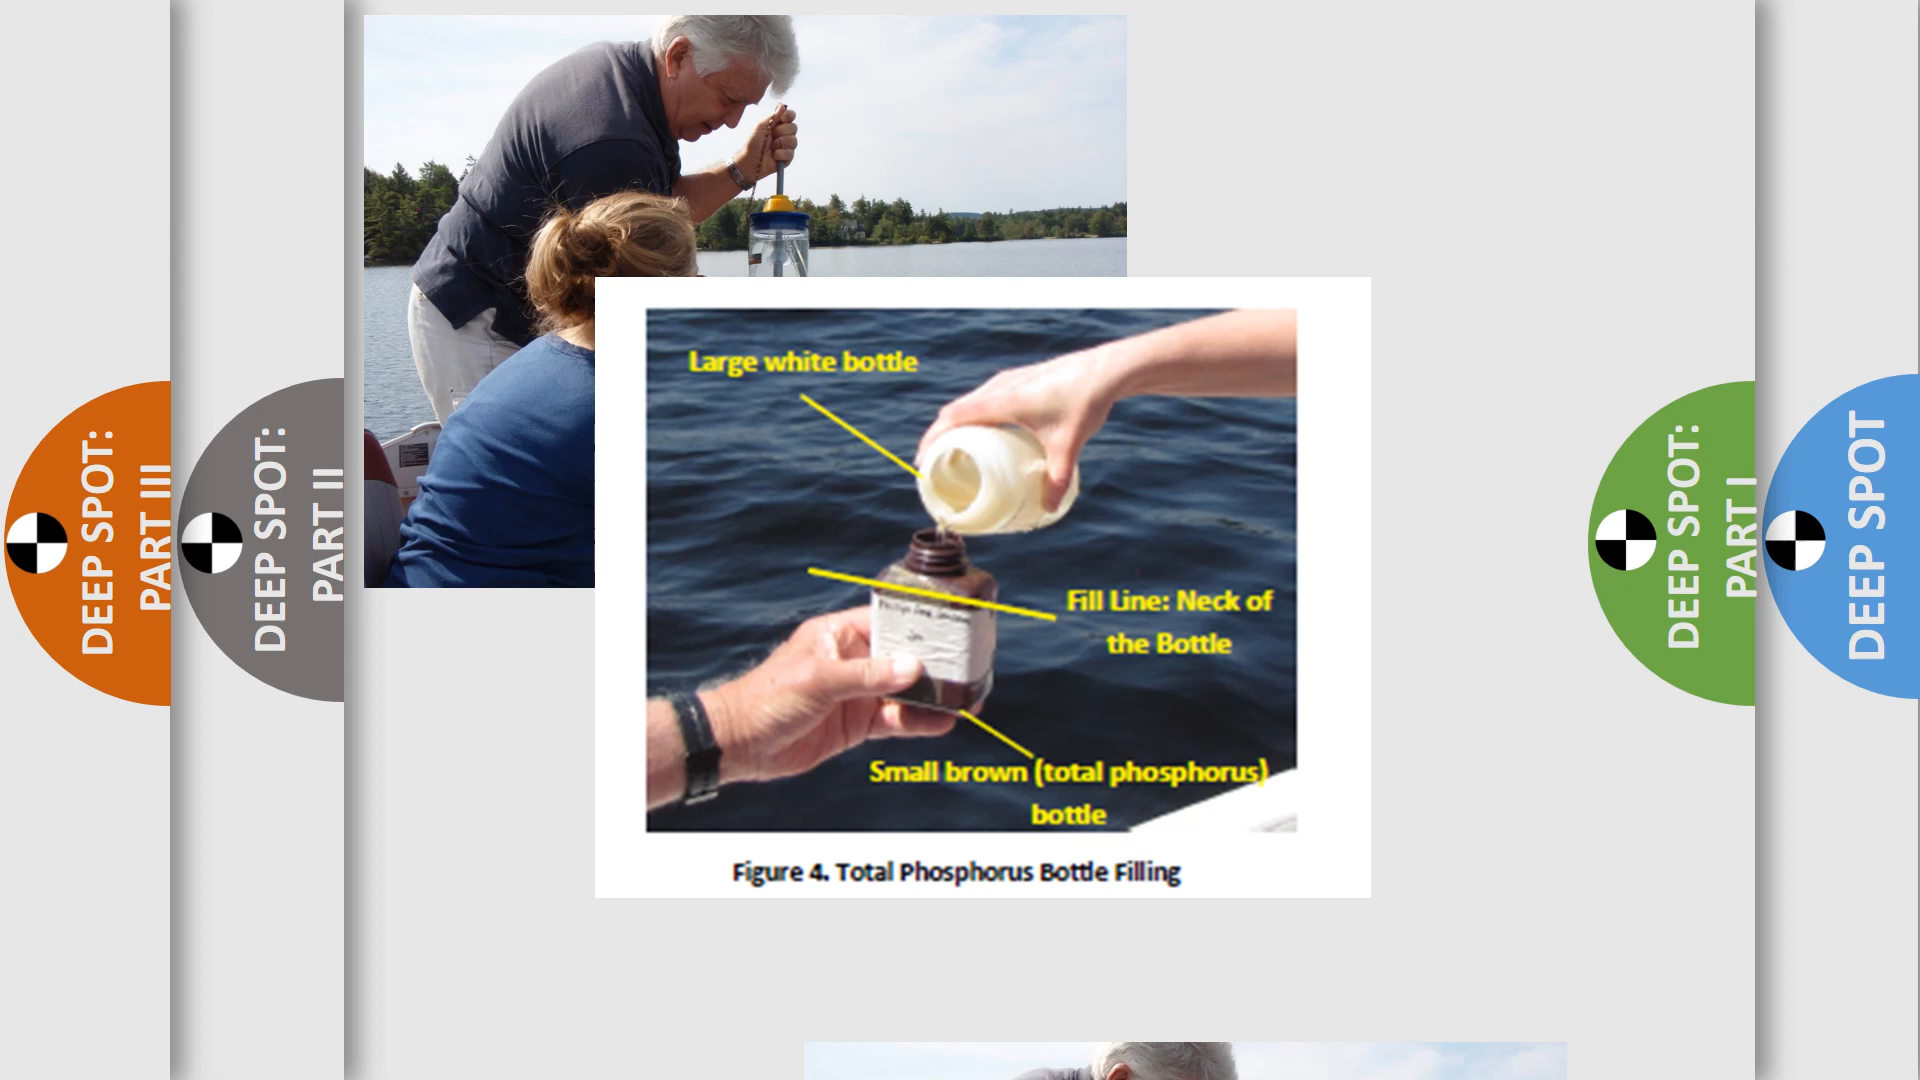 DEEP SPOT:
PART III
DEEP SPOT:
PART II
Large white bottle
Fill Line: Neck of
the Bottle
Small brown (total phosphorus)
bottle
Figure 4. Total Phosphorus Bottle Filling
DEEP SPOT:
PART I
DEEP SPOT